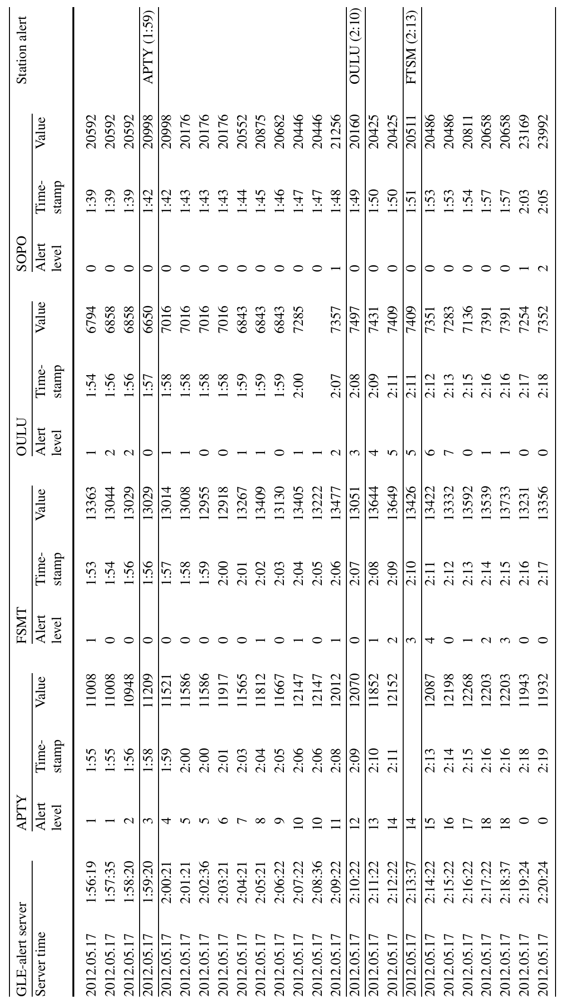 GLE-alert server APTY FSMT OULU SOPO Station alert
Server time Alert Time- Value Alert Time- Value Alert Time- Value Alert Time- Value
level stamp level stamp level stamp level stamp
2012.05.17 1:56:19 1 1:55 11008 1 1:53 13363 1 1:54 6794 0 1:39 20592
2012.05.17 1:57:35 1 1:55 11008 0 1:54 13044 2 1:56 6858 0 1:39 20592
2012.05.17 1:58:20 2 1:56 10948 0 1:56 13029 2 1:56 6858 0 1:39 20592
2012.05.17 1:59:20 3 1:58 11209 0 1:56 13029 0 1:57 6650 0 1:42 20998 APTY (1:59)
2012.05.17 2:00:21 4 1:59 11521 0 1:57 13014 1 1:58 7016 0 1:42 20998
2012.05.17 2:01:21 5 2:00 11586 0 1:58 13008 1 1:58 7016 0 1:43 20176
2012.05.17 2:02:36 5 2:00 11586 0 1:59 12955 0 1:58 7016 0 1:43 20176
2012.05.17 2:03:21 6 2:01 11917 0 2:00 12918 0 1:58 7016 0 1:43 20176
2012.05.17 2:04:21 7 2:03 11565 0 2:01 13267 1 1:59 6843 0 1:44 20552
2012.05.17 2:05:21 8 2:04 11812 1 2:02 13409 1 1:59 6843 0 1:45 20875
2012.05.17 2:06:22 9 2:05 11667 0 2:03 13130 0 1:59 6843 0 1:46 20682
2012.05.17 2:07:22 10 2:06 12147 1 2:04 13405 1 2:00 7285 0 1:47 20446
2012.05.17 2:08:36 10 2:06 12147 0 2:05 13222 1 0 1:47 20446
2012.05.17 2:09:22 11 2:08 12012 1 2:06 13477 2 2:07 7357 1 1:48 21256
2012.05.17 2:10:22 12 2:09 12070 0 2:07 13051 3 2:08 7497 0 1:49 20160 OULU (2:10)
2012.05.17 2:11:22 13 2:10 11852 1 2:08 13644 4 2:09 7431 0 1:50 20425
2012.05.17 2:12:22 14 2:11 12152 2 2:09 13649 5 2:11 7409 0 1:50 20425
2012.05.17 2:13:37 14 3 2:10 13426 5 2:11 7409 0 1:51 20511 FTSM (2:13)
2012.05.17 2:14:22 15 2:13 12087 4 2:11 13422 6 2:12 7351 0 1:53 20486
2012.05.17 2:15:22 16 2:14 12198 0 2:12 13332 7 2:13 7283 0 1:53 20486
2012.05.17 2:16:22 17 2:15 12268 1 2:13 13592 0 2:15 7136 0 1:54 20811
2012.05.17 2:17:22 18 2:16 12203 2 2:14 13539 1 2:16 7391 0 1:57 20658
2012.05.17 2:18:37 18 2:16 12203 3 2:15 13733 1 2:16 7391 0 1:57 20658
2012.05.17 2:19:24 0 2:18 11943 0 2:16 13231 0 2:17 7254 1 2:03 23169
2012.05.17 2:20:24 0 2:19 11932 0 2:17 13356 0 2:18 7352 2 2:05 23992